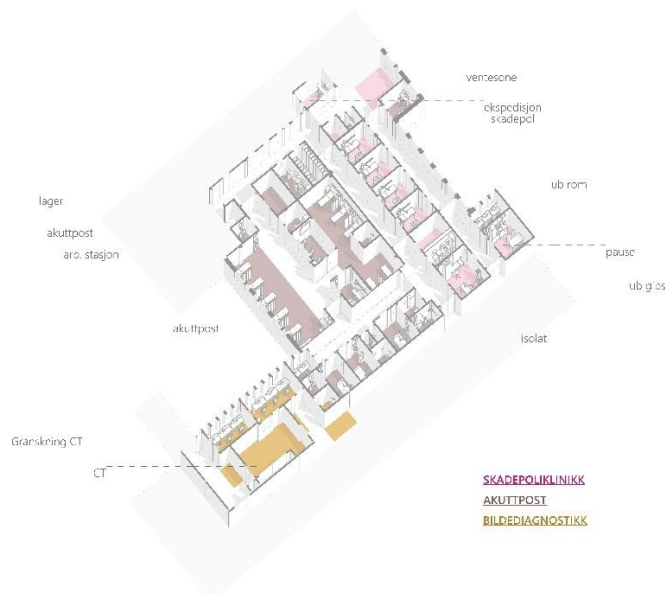 ventesone
ekspedisjon
skadepol
ub rom
lager
akuttpost
arb. stasjon
pause
ub gips
akuttpost
isolat
Granskning CT
CT
SKADEPOLIKLINIKK
AKUTTPOST
BILDEDIAGNOSTIKK